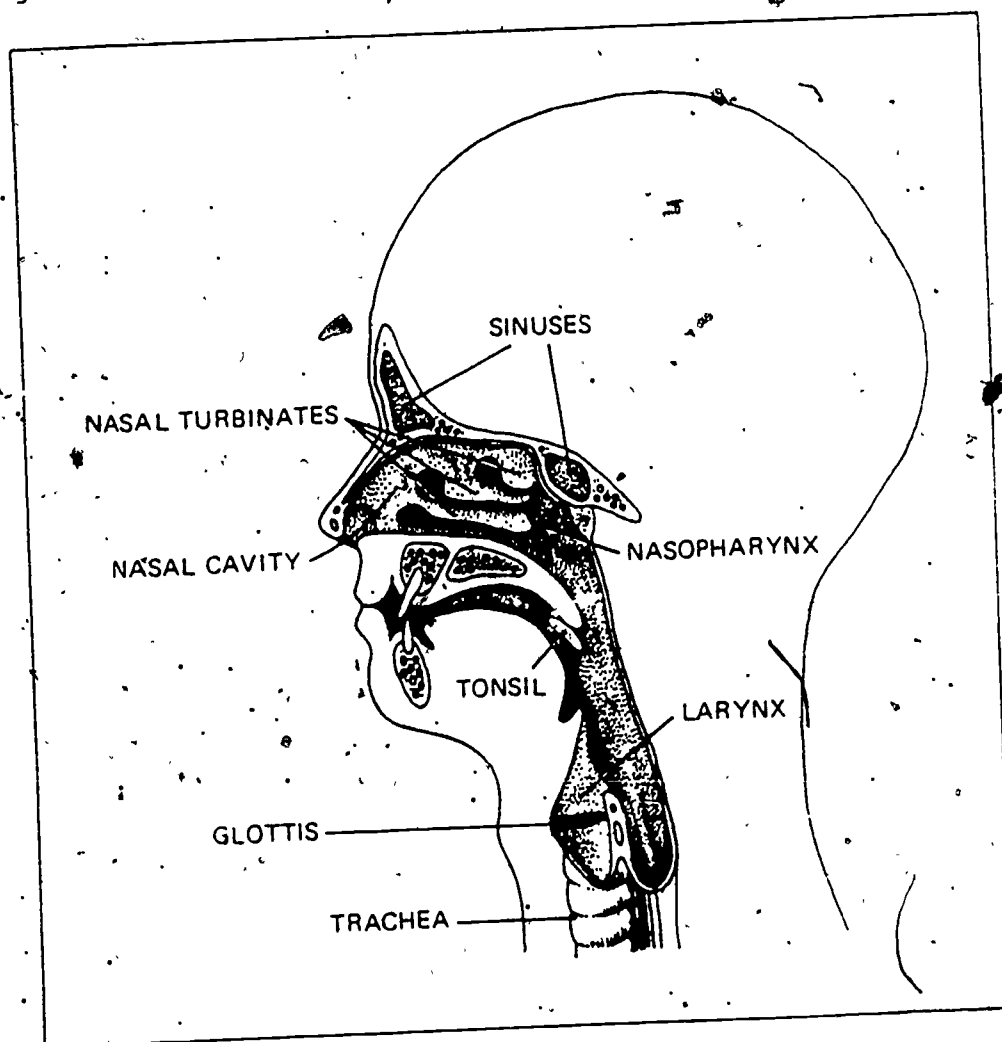 SINUSES
NASAL TURBINATES
NASAL CAVITY
NASOPHARYNX
TONSIL
LARYNX
GLOTTIS
TRACHEA